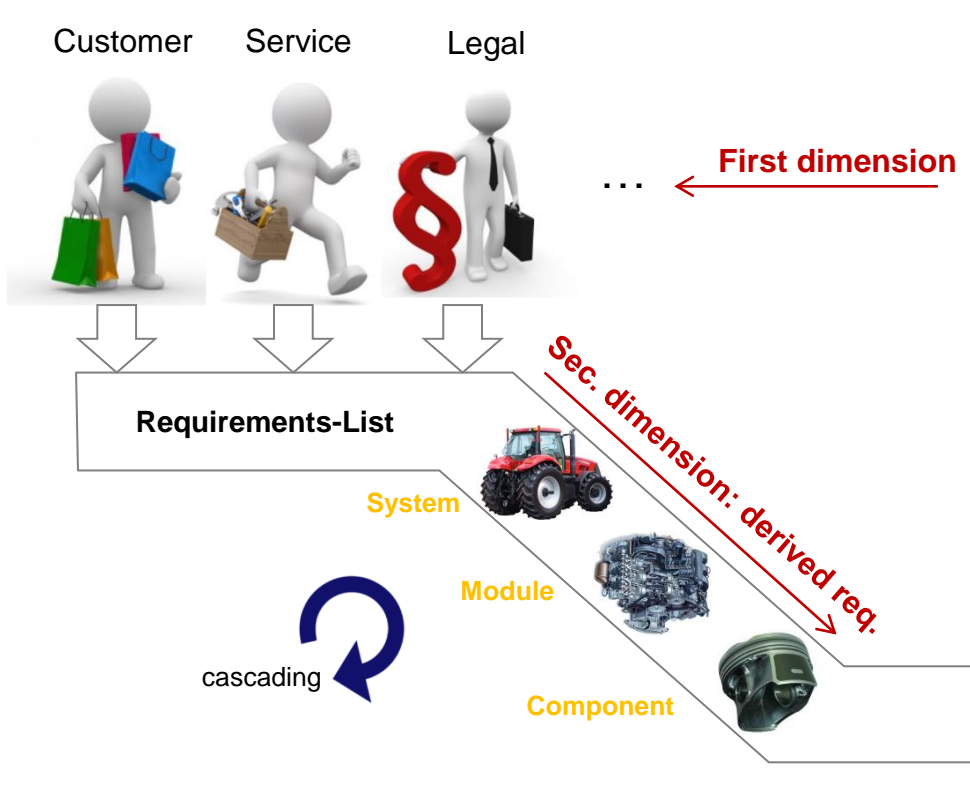 Customer
Service
Legal
...
First dimension
Requirements-List
Sec. dimension: derived req.
System
Module
cascading
Component